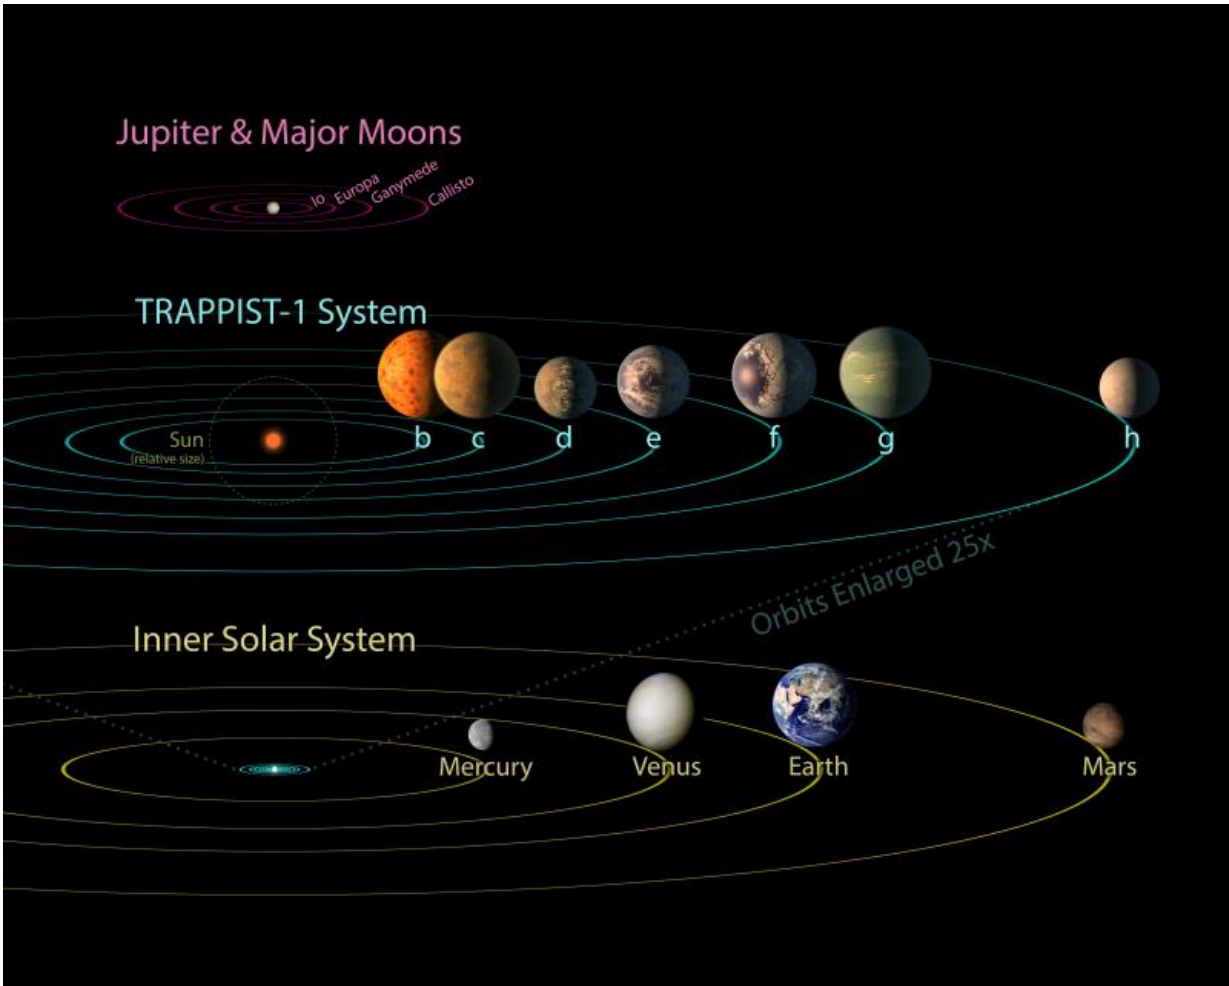 Jupiter & Major Moons
Io
Europa
Ganymede
Callisto
TRAPPIST-1 System
Sun
(relative size)
b
c
d
e
f
g
h
Orbits Enlarged 25x
Inner Solar System
Mercury
Venus
Earth
Mars